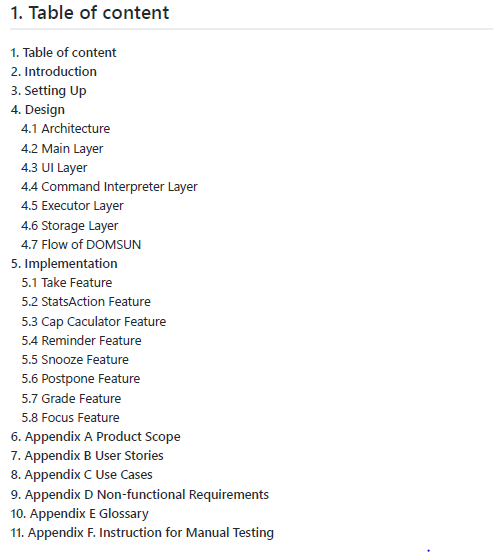 1. Table of content
1. Table of content
2. Introduction
3. Setting Up
4. Design
4.1 Architecture
4.2 Main Layer
4.3 UI Layer
4.4 Command Interpreter Layer
4.5 Executor Layer
4.6 Storage Layer
4.7 Flow of DOMSUN
5. Implementation
5.1 Take Feature
5.2 StatsAction Feature
5.3 Cap Caculator Feature
5.4 Reminder Feature
5.5 Snooze Feature
5.6 Postpone Feature
5.7 Grade Feature
5.8 Focus Feature
6. Appendix A Product Scope
7. Appendix B User Stories
8. Appendix C Use Cases
9. Appendix D Non-functional Requirements
10. Appendix E Glossary
11. Appendix F. Instruction for Manual Testing